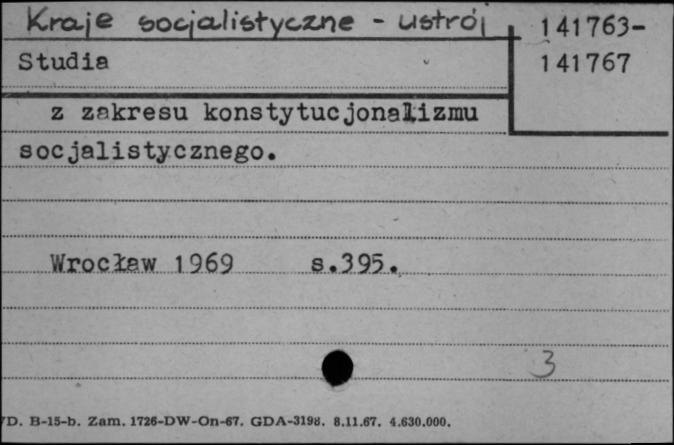 Kraje socjalistyczne - ustrój
141763-
Studia
141767
z zakresu konstytucjonalizmu
socjalistycznego.
Wrocław 1969 s.395.
3
D. B-15-b. Zam. 1726-DW-On-67. GDA-3198. 8.11.67. 4.630.000.